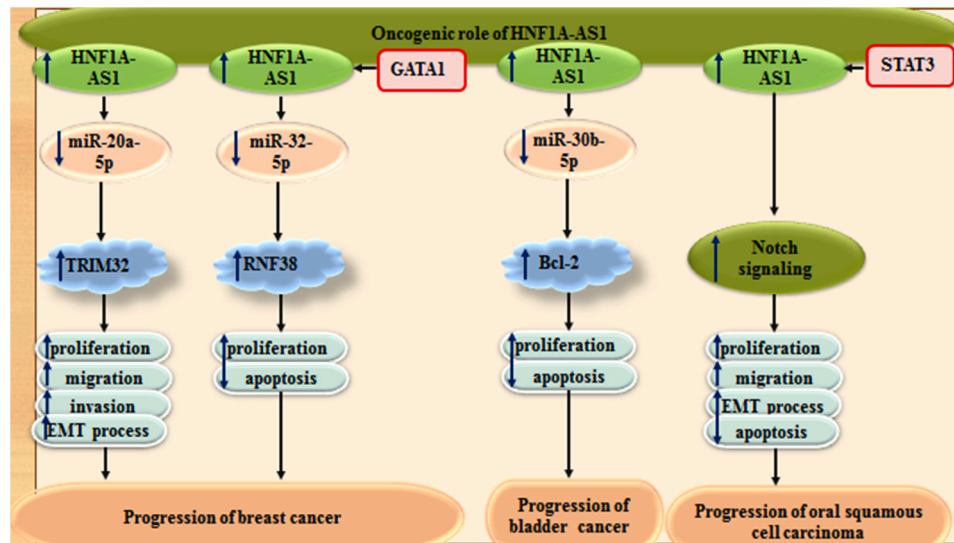 Oncogenic role of HNF1A-AS1
HNF1A-
AS1
HNF1A-
AS1
GATA1
HNF1A-
AS1
HNF1A-
AS1
STAT3
miR-20a-
5p
miR-32-
5p
miR-30b-
5p
TRIM32
RNF38
Bcl-2
Notch
signaling
proliferation
migration
invasion
EMT process
proliferation
apoptosis
proliferation
apoptosis
proliferation
migration
EMT process
apoptosis
Progression of breast cancer
Progression of
bladder cancer
Progression of oral squamous
cell carcinoma